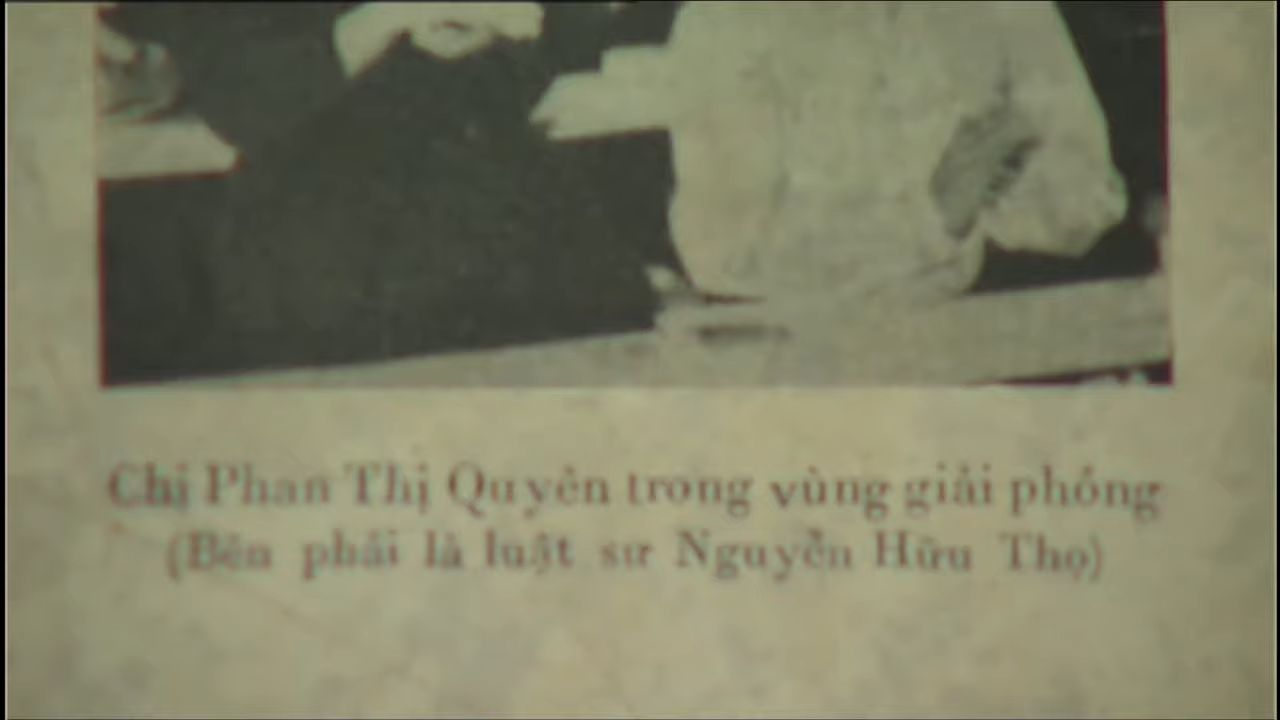 Chị Phan Thị Quyên trong vùng giải phóng
(Bên phải là luật sư Nguyễn Hữu Thọ)